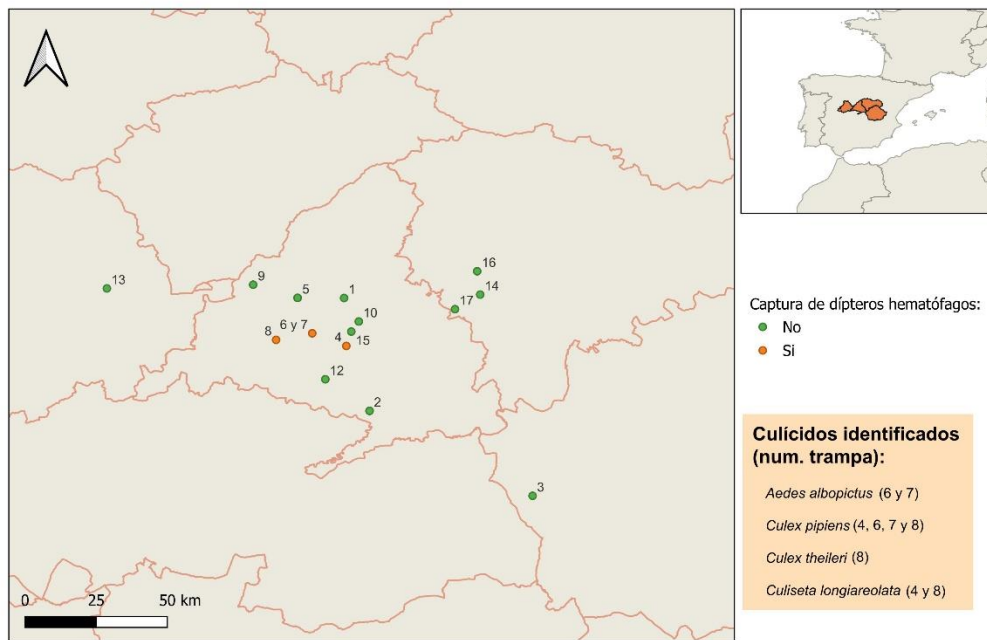 13
9
5
1
10
16
14
17
8
6 y 7
4
15
12
2
3
0 25 50 km
Captura de dípteros hematófagos:
No
Si
Culícidos identificados
(num. trampa):
Aedes albopictus (6 y 7)
Culex pipiens (4, 6, 7 y 8)
Culex theileri (8)
Culiseta longiareolata (4 y 8)